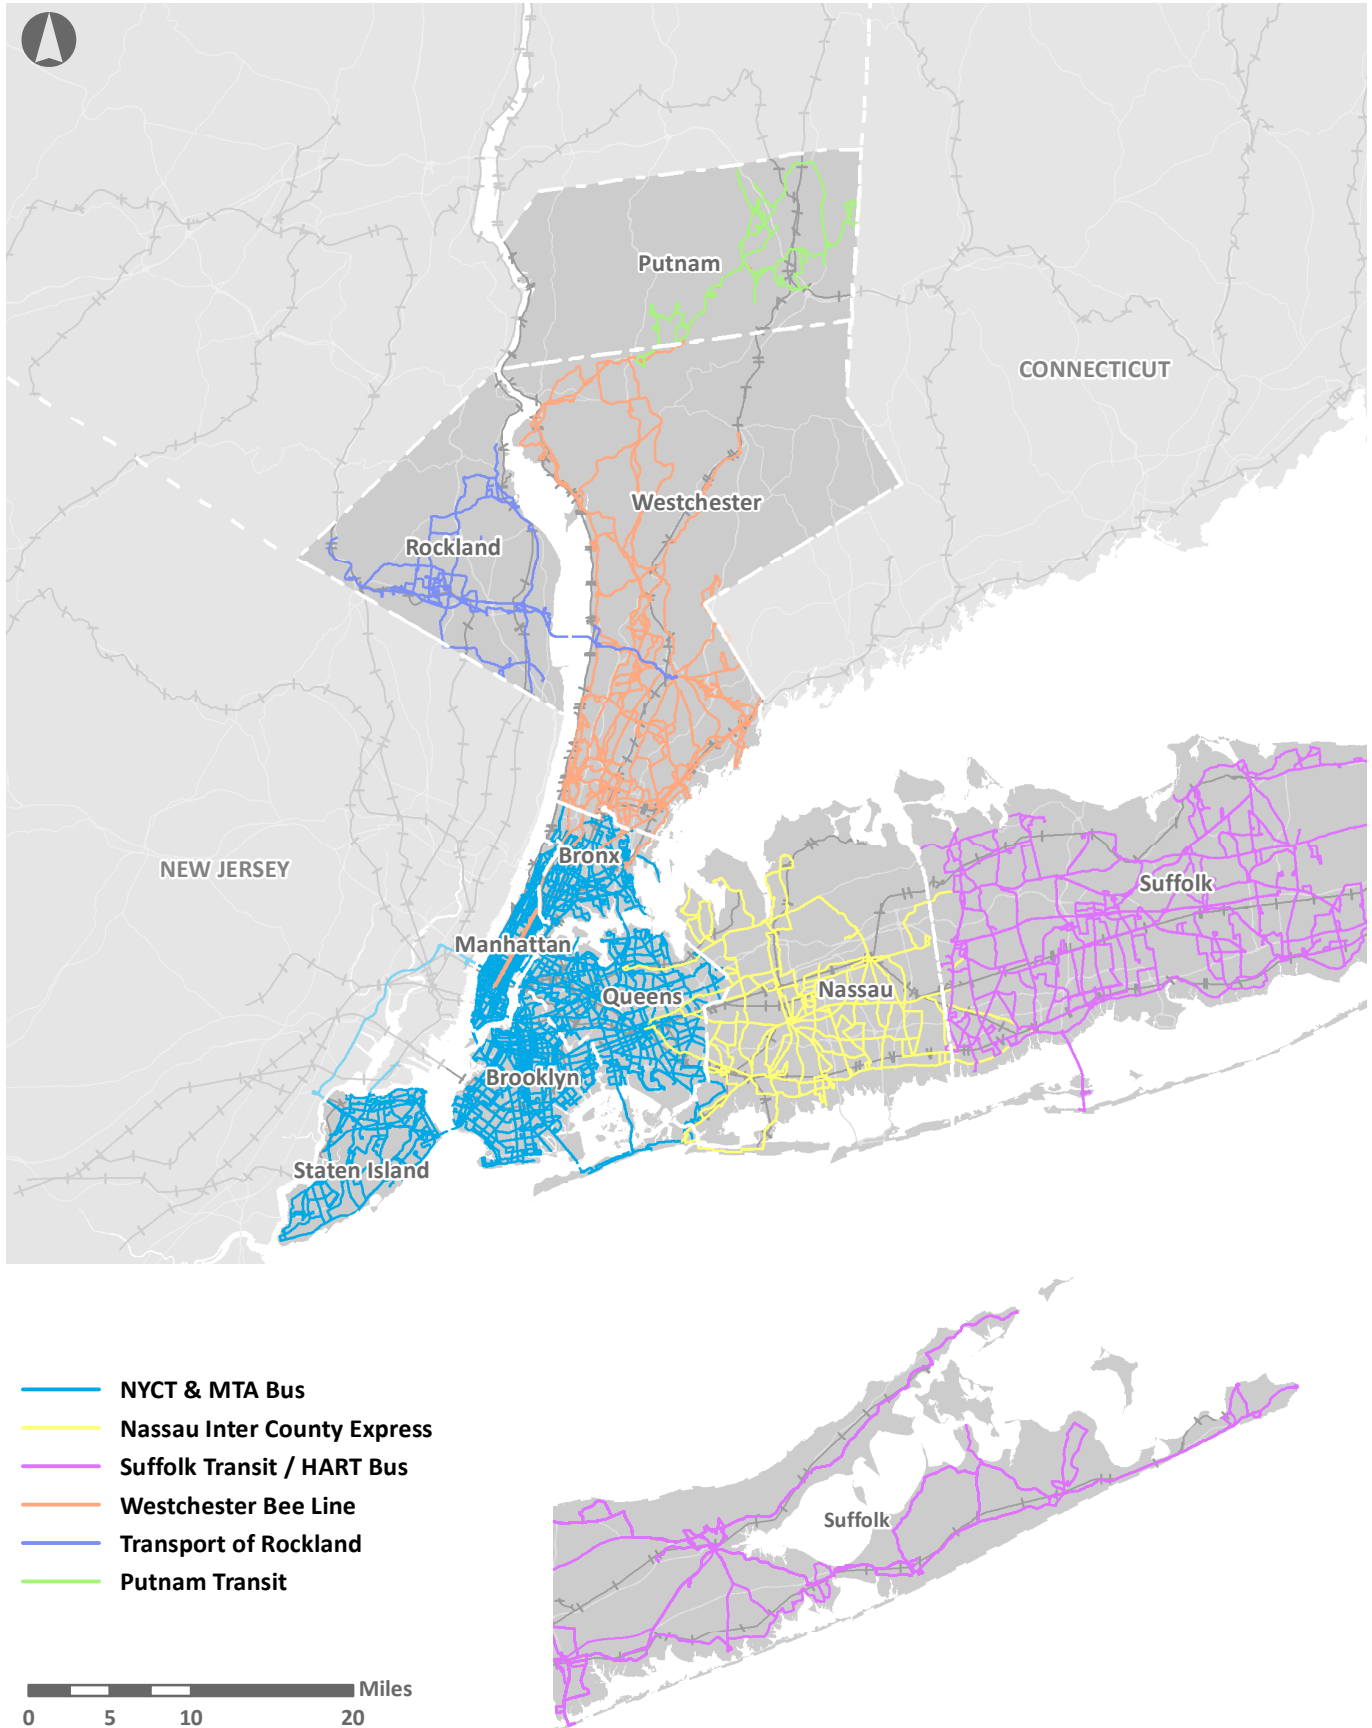 Putnam
CONNECTICUT
Westchester
Rockland
Bronx
NEW JERSEY
Suffolk
Manhattan
Nassau
Queens
Brooklyn
Staten Island
NYCT & MTA Bus
Nassau Inter County Express
Suffolk Transit / HART Bus
Westchester Bee Line
Transport of Rockland
Putnam Transit
Suffolk
Miles
0 5 10 20